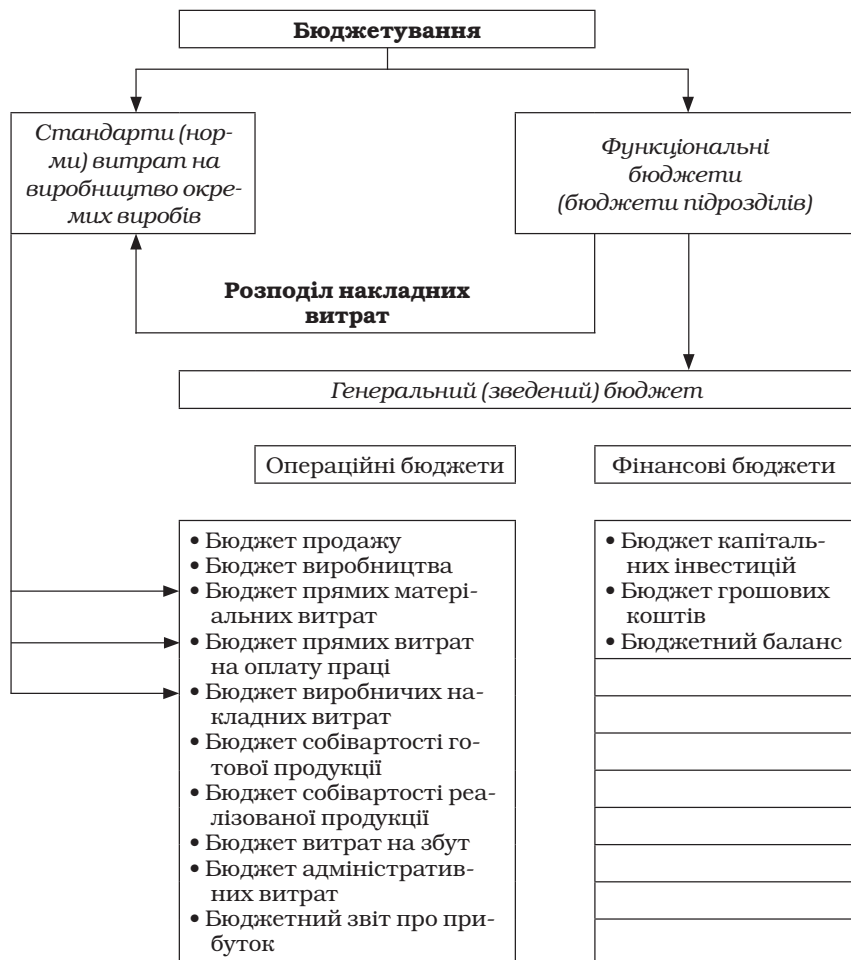 Бюджетування
Стандарти (нор-
ми) витрат на
виробництво окре-
мих виробів
Функціональні
бюджети
(бюджети підрозділів)
Розподіл накладних
витрат
Генеральний (зведений) бюджет
Операційні бюджети
Фінансові бюджети
• Бюджет продажу
• Бюджет виробництва
• Бюджет прямих матері-
альних витрат
• Бюджет прямих витрат
на оплату праці
• Бюджет виробничих на-
кладних витрат
• Бюджет собівартості го-
тової продукції
• Бюджет собівартості реа-
лізованої продукції
• Бюджет витрат на збут
• Бюджет адміністратив-
них витрат
• Бюджетний звіт про при-
буток
• Бюджет капіталь-
них інвестицій
• Бюджет грошових
коштів
• Бюджетний баланс